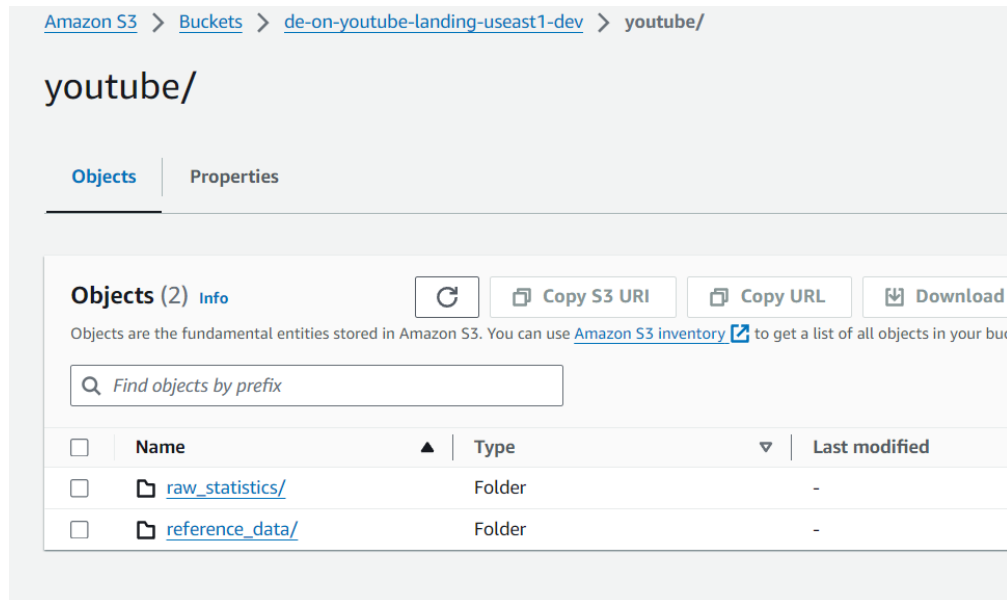 Amazon S3 > Buckets > de-on-youtube-landing-useast1-dev > youtube/
youtube/
Objects Properties
Objects (2) Info Copy S3 URI Copy URL Download
Objects are the fundamental entities stored in Amazon S3. You can use Amazon S3 inventory to get a list of all objects in your
Find objects by prefix
Name Type Last modified
raw_statistics/ Folder -
reference_data/ Folder -